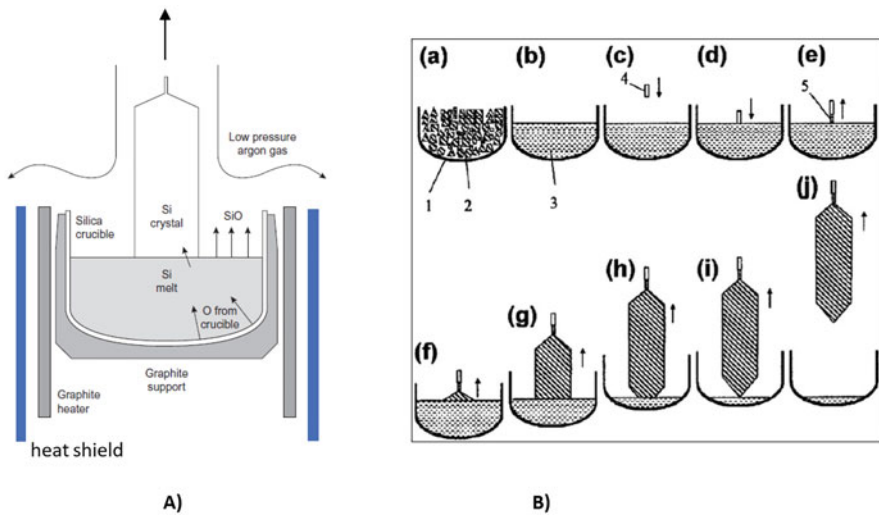 Low pressure
argon gas
Si
crystal
SiO
Silica
crucible
Si
melt
O from
crucible
Graphite
support
Graphite
heater
heat shield
A)
(a) (b) (c) (d) (e)
4
5
1 2 3
(j)
(h) (i)
(g)
(f)
B)